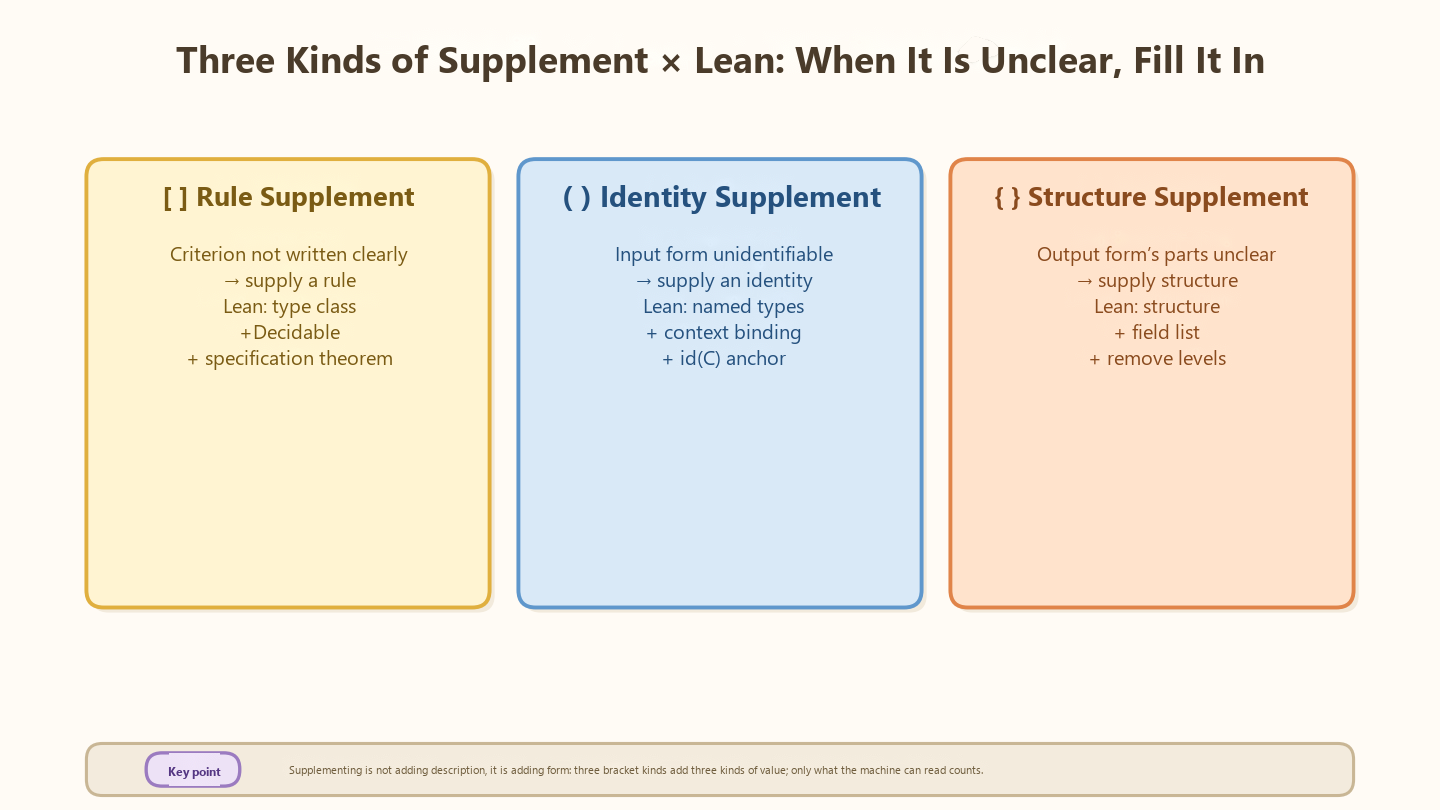 Three Kinds of Supplement × Lean: When It Is Unclear, Fill It In
[ ] Rule Supplement
Criterion not written clearly
→ supply a rule
Lean: type class
+Decidable
+ specification theorem
( ) Identity Supplement
Input form unidentifiable
→ supply an identity
Lean: named types
+ context binding
+ id(C) anchor
{ } Structure Supplement
Output form’s parts unclear
→ supply structure
Lean: structure
+ field list
+ remove levels
Key point
Supplementing is not adding description, it is adding form: three bracket kinds add three kinds of value; only what the machine can read counts.